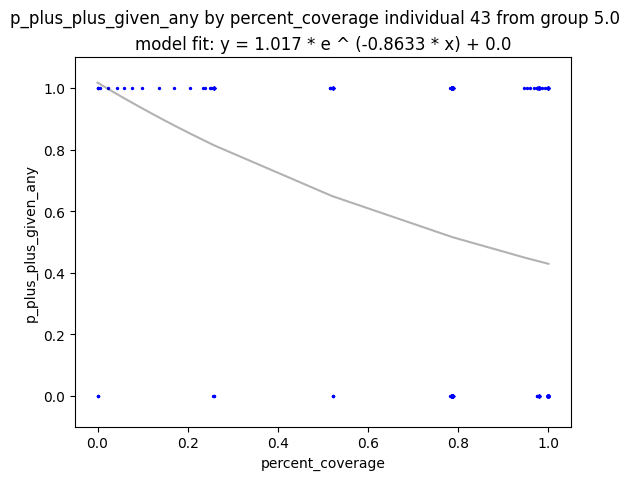 p_plus_plus_given_any by percent_coverage individual 43 from group 5.0
model fit: y = 1.017 * e ^ (-0.8633 * x) + 0.0
1.0
0.8
0.6
0.4
0.2
0.0
p_plus_plus_given_any
0.0 0.2 0.4 0.6 0.8 1.0
percent_coverage